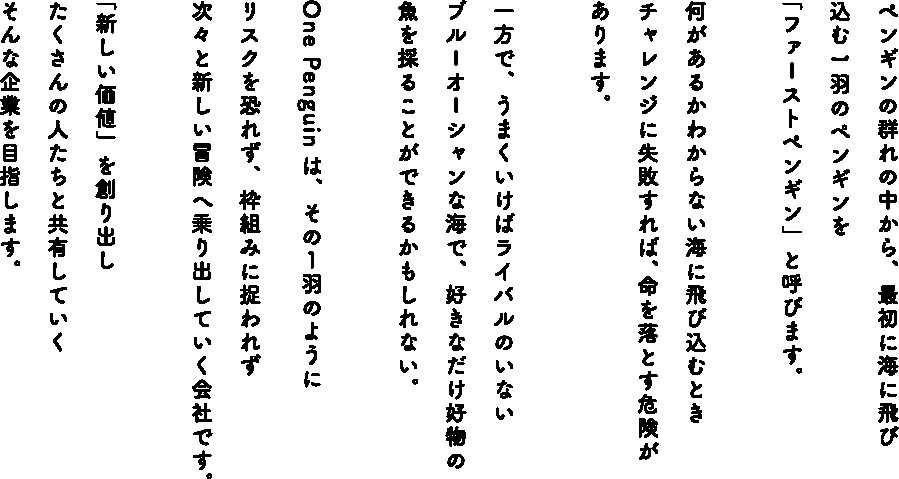 ペンギンの群れの中から、最初に海に飛び
込む一羽のペンギンを
「ファーストペンギン」と呼びます。
何があるかわからない海に飛び込むとき
チャレンジに失敗すれば、命を落とす危険が
あります。
一方で、うまくいけばライバルのいない
ブルーオーシャンな海で、好きなだけ好物の
魚を採ることができるかもしれない。
One Penguin は、その1羽のように
リスクを恐れず、枠組みに捉われず
次々と新しい冒険へ乗り出していく会社です。
「新しい価値」を創り出し
たくさんの人たちと共有していく
そんな企業を目指します。